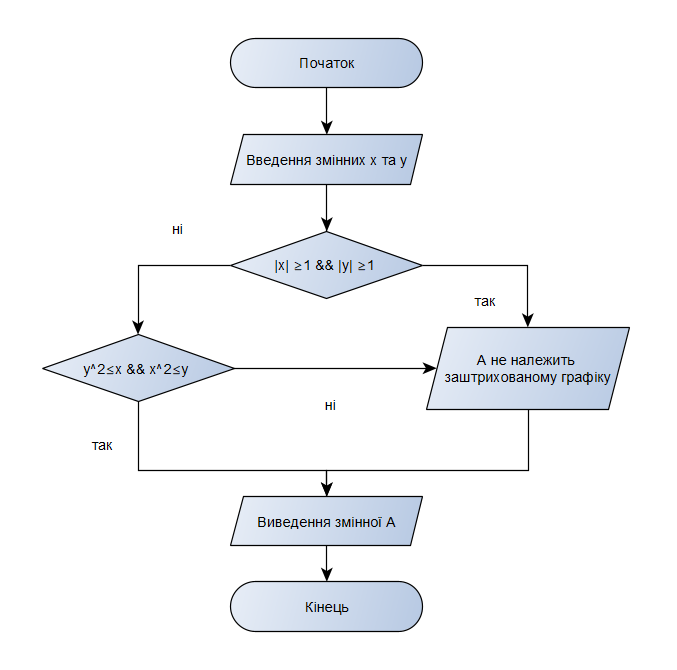 Початок
Введення змінних x та y
ні
|x| ≥1 && |y| ≥1
так
y^2≤x && x^2≤y
А не належить
заштрихованому графіку
ні
так
Виведення змінної А
Кінець